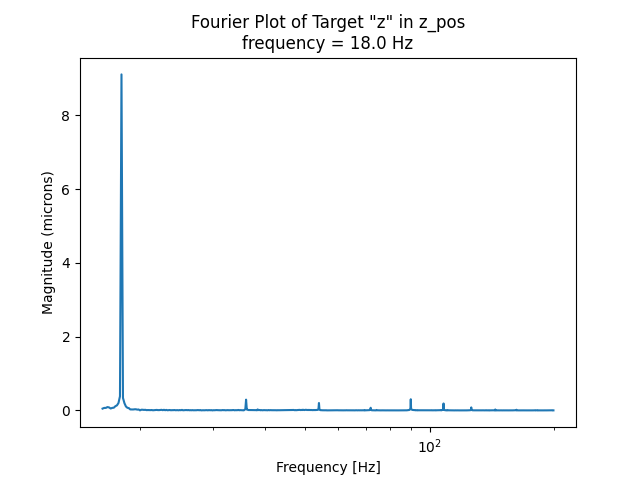 Fourier Plot of Target "z" in z_pos
frequency = 18.0 Hz
8
6
4
2
0
Magnitude (microns)
10²
Frequency [Hz]